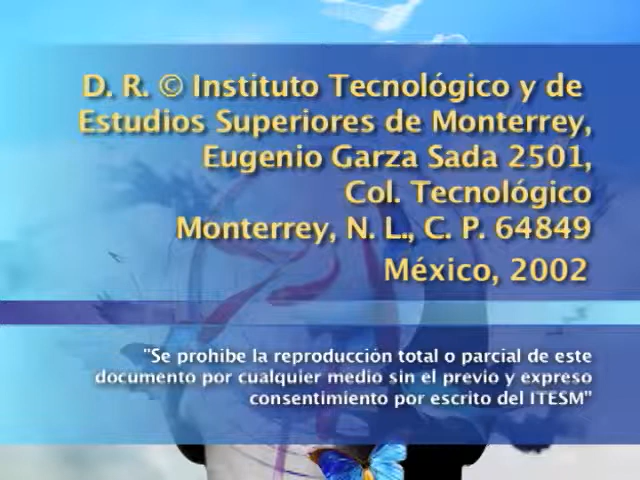 D. R. © Instituto Tecnológico y de
Estudios Superiores de Monterrey,
Eugenio Garza Sada 2501,
Col. Tecnológico
Monterrey, N. L., C. P. 64849
México, 2002
"Se prohibe la reproducción total o parcial de este
documento por cualquier medio sin el previo y expreso
consentimiento por escrito del ITESM"